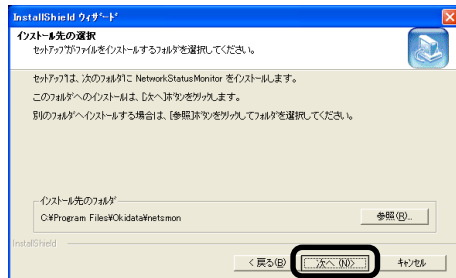 InstallShield ウィザード
インストール先の選択
セットアップがファイルをインストールするフォルダを選択してください。
セットアップは、次のフォルダに NetworkStatusMonitor をインストールします。
このフォルダへのインストールは、[次へ]ボタンをクリックします。
別のフォルダへインストールする場合は、[参照]ボタンをクリックしてフォルダを選択してください。
インストール先のフォルダ
C:¥Program Files¥Okidata¥netsmon
参照(R)...
InstallShield
< 戻る(B)
次へ (N)>
キャンセル